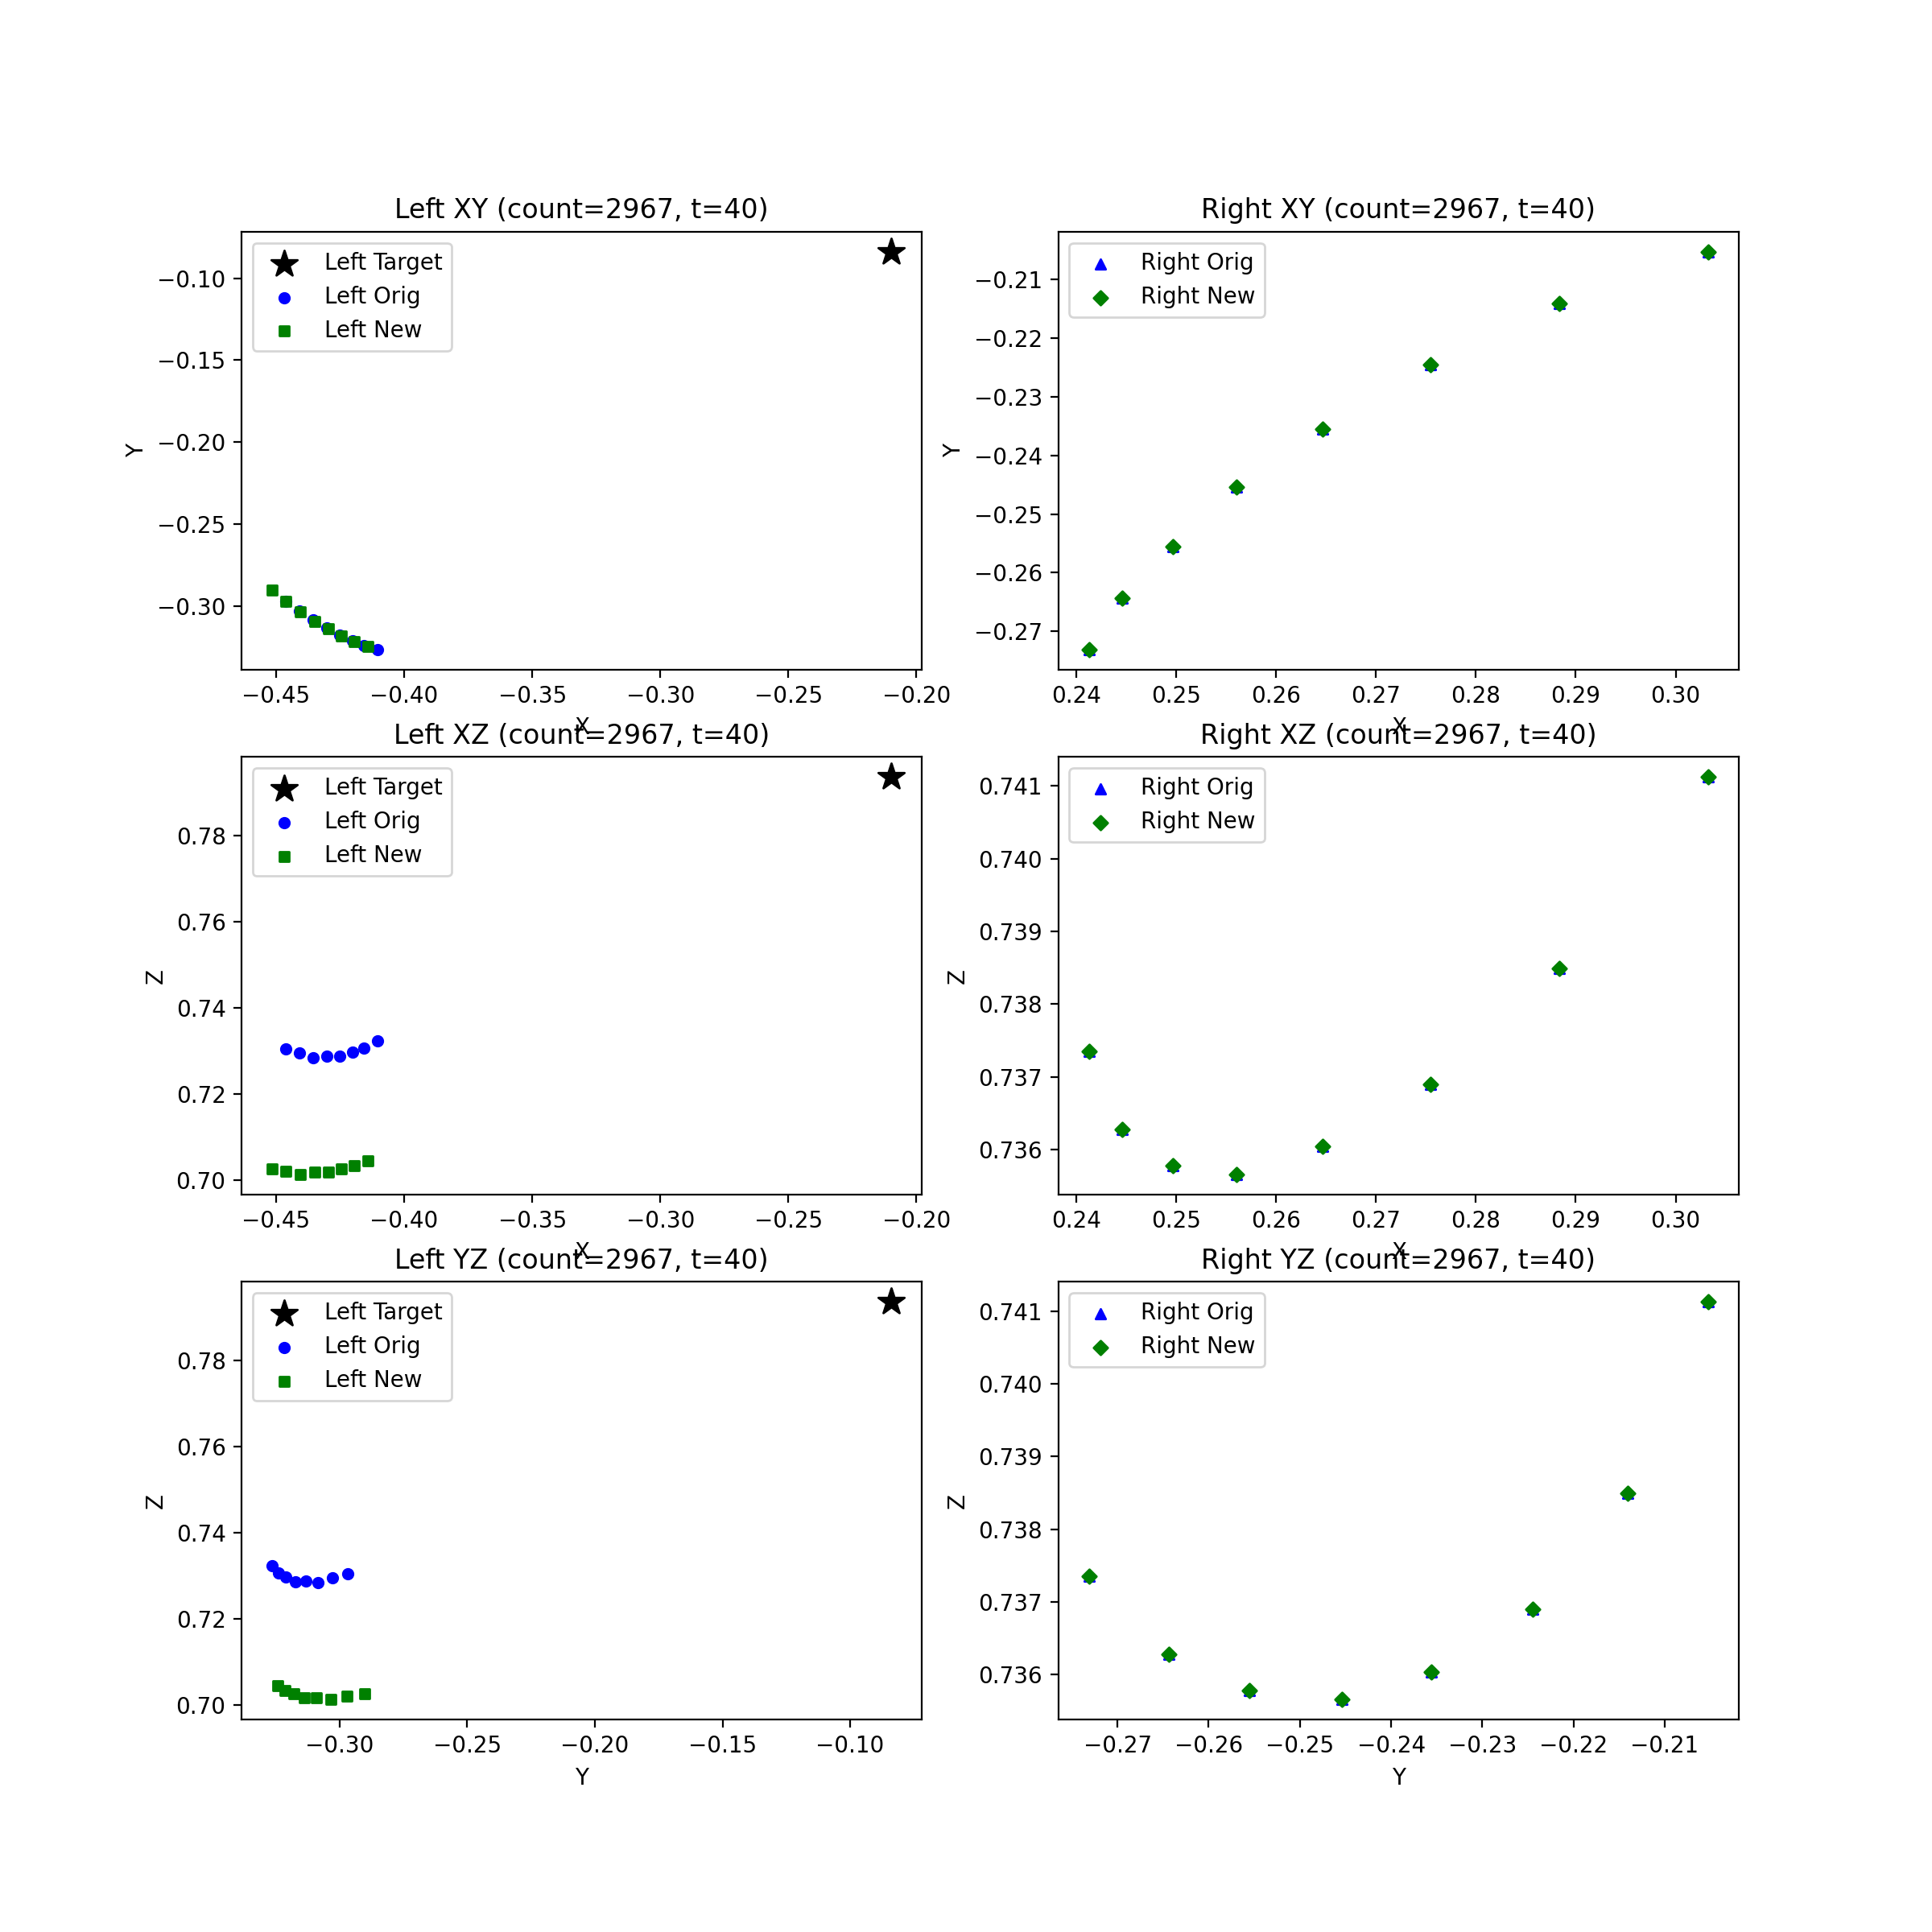 Left XY (count=2967, t=40)
Right XY (count=2967, t=40)
Left Target
Left Orig
Left New
Right Orig
Right New
−0.10
−0.15
−0.20
−0.25
−0.30
Y
−0.21
−0.22
−0.23
−0.24
−0.25
−0.26
−0.27
Y
−0.45 −0.40 −0.35 −0.30 −0.25 −0.20
X
0.24 0.25 0.26 0.27 0.28 0.29 0.30
X
Left XZ (count=2967, t=40)
Right XZ (count=2967, t=40)
Left Target
Left Orig
Left New
Right Orig
Right New
0.78
0.76
0.74
0.72
0.70
Z
0.741
0.740
0.739
0.738
0.737
0.736
Z
−0.45 −0.40 −0.35 −0.30 −0.25 −0.20
X
0.24 0.25 0.26 0.27 0.28 0.29 0.30
X
Left YZ (count=2967, t=40)
Right YZ (count=2967, t=40)
Left Target
Left Orig
Left New
Right Orig
Right New
0.78
0.76
0.74
0.72
0.70
Z
0.741
0.740
0.739
0.738
0.737
0.736
Z
−0.30 −0.25 −0.20 −0.15 −0.10
Y
−0.27 −0.26 −0.25 −0.24 −0.23 −0.22 −0.21
Y